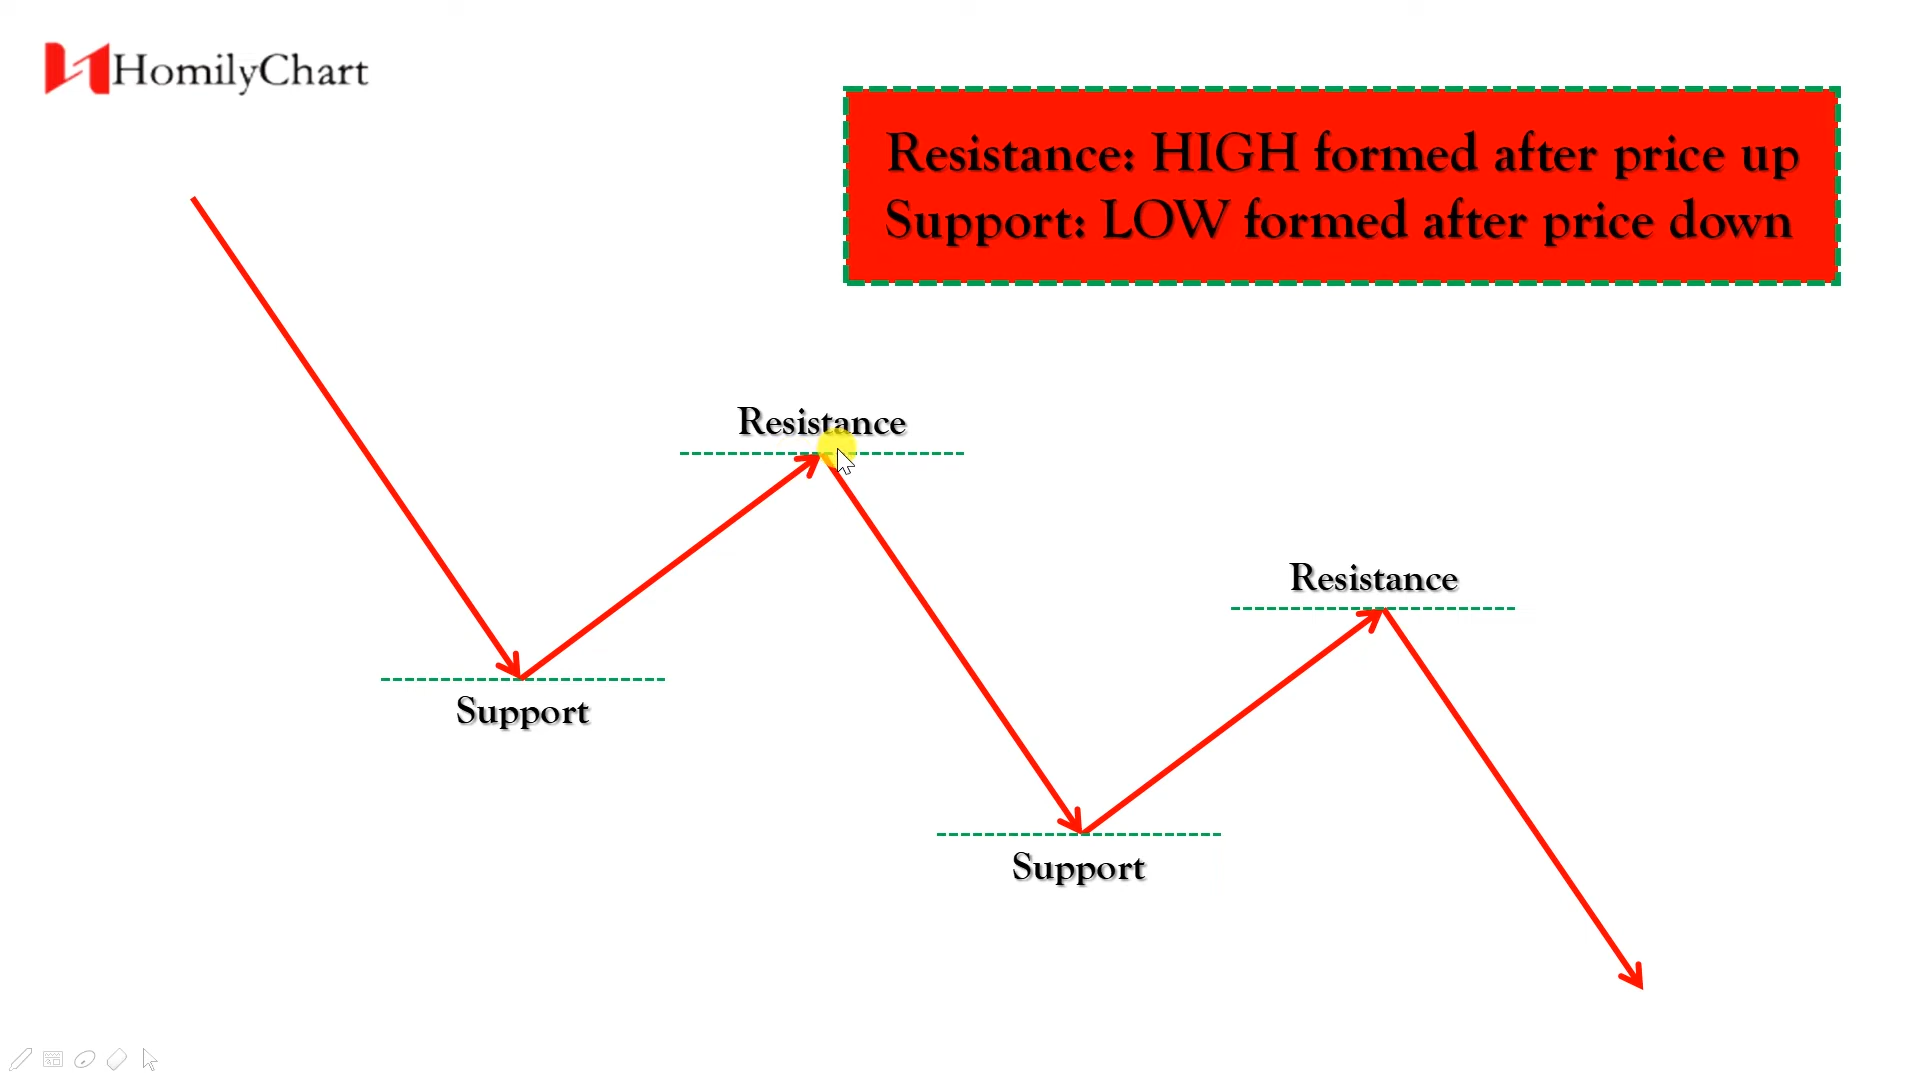 HomilyChart
Resistance: HIGH formed after price up
Support: LOW formed after price down
Resistance
Resistance
Support
Support